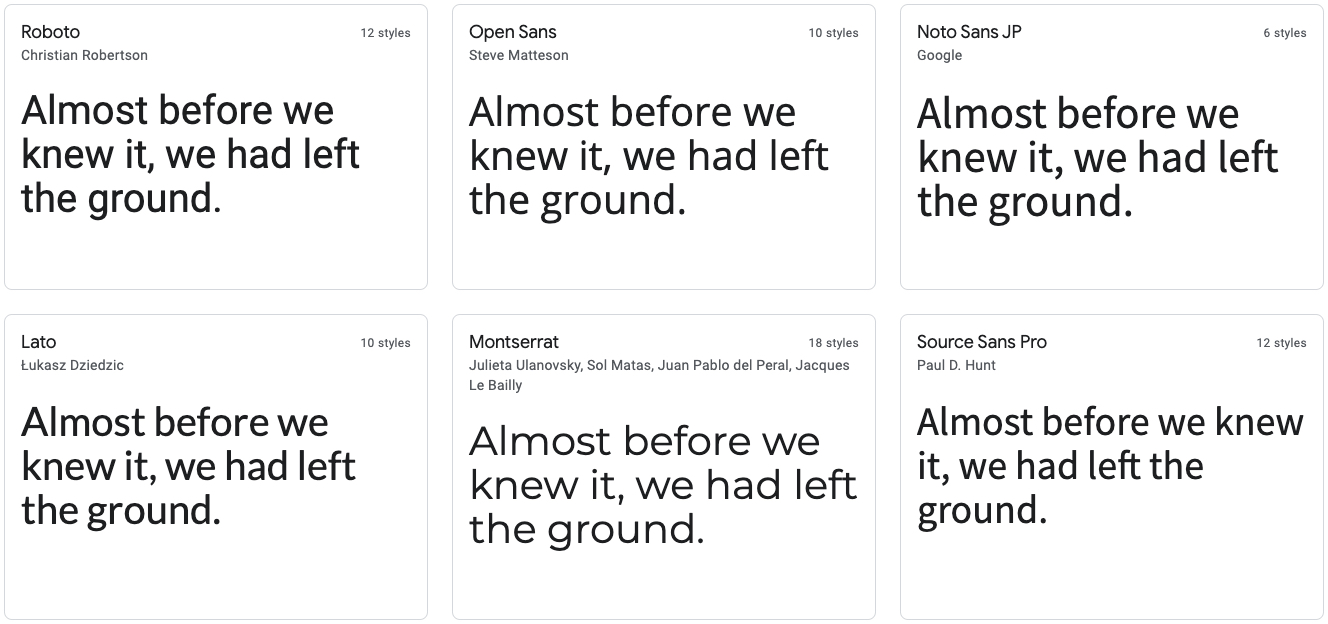 Roboto
12 styles
Christian Robertson
Almost before we
knew it, we had left
the ground.
Open Sans
10 styles
Steve Matteson
Almost before we
knew it, we had left
the ground.
Noto Sans JP
6 styles
Google
Almost before we
knew it, we had left
the ground.
Lato
10 styles
Łukasz Dziedzic
Almost before we
knew it, we had left
the ground.
Montserrat
18 styles
Julieta Ulanovsky, Sol Matas, Juan Pablo del Peral, Jacques
Le Bailly
Almost before we
knew it, we had left
the ground.
Source Sans Pro
12 styles
Paul D. Hunt
Almost before we knew
it, we had left the
ground.